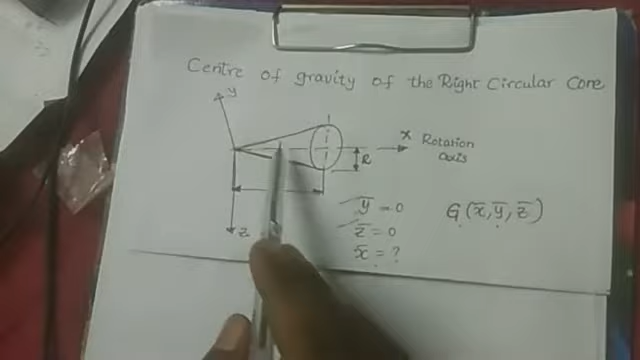 Centre of gravity of the Right Circular Cone
y
x Rotation axis
R
z
ȳ = 0
z̄ = 0
x̄ = ?
G (x̄, ȳ, z̄)